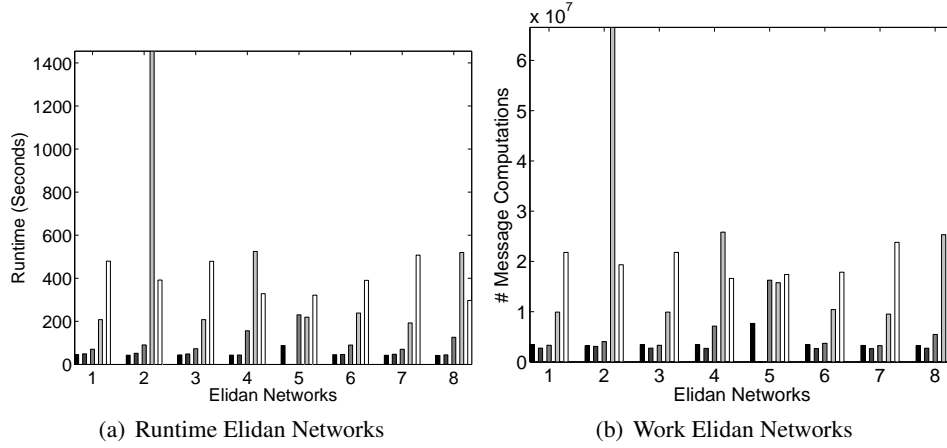 1400
1200
1000
800
600
400
200
0
Runtime (Seconds)
1 2 3 4 5 6 7 8
Elidan Networks
(a) Runtime Elidan Networks
x 10^7
6
5
4
3
2
1
0
# Message Computations
1 2 3 4 5 6 7 8
Elidan Networks
(b) Work Elidan Networks